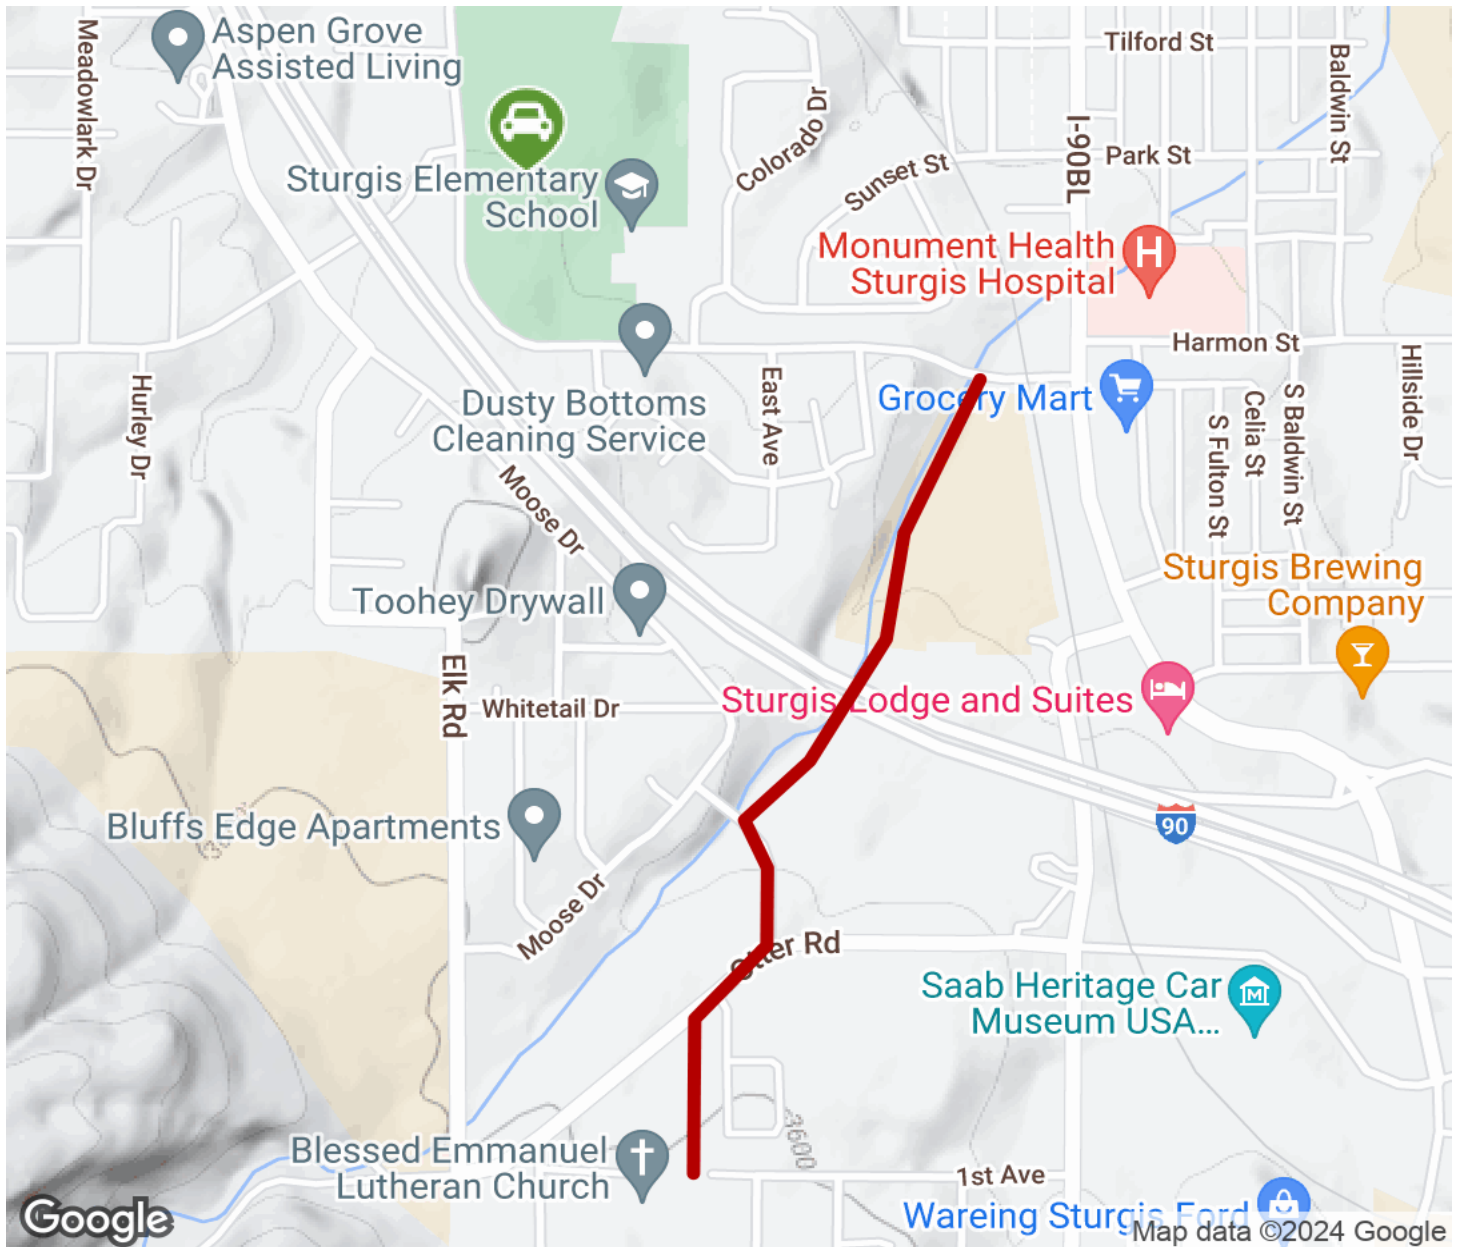 Aspen Grove
Assisted Living
Meadowlark Dr
Tilford St
Baldwin St
Colorado Dr
I-90BL
Park St
Sturgis Elementary
School
Sunset St
Monument Health
Sturgis Hospital
H
Harmon St
Hillside Dr
Hurley Dr
Dusty Bottoms
Cleaning Service
East Ave
Grocery Mart
S Fulton St
Celia St
S Baldwin St
Moose Dr
Toohey Drywall
Sturgis Brewing
Company
Elk Rd
Whitetail Dr
Sturgis Lodge and Suites
Bluffs Edge Apartments
90
Moose Dr
Otter Rd
Saab Heritage Car
Museum USA...
M
3600
Blessed Emmanuel
Lutheran Church
1st Ave
Wareing Sturgis Ford
Google
Map data ©2024 Google